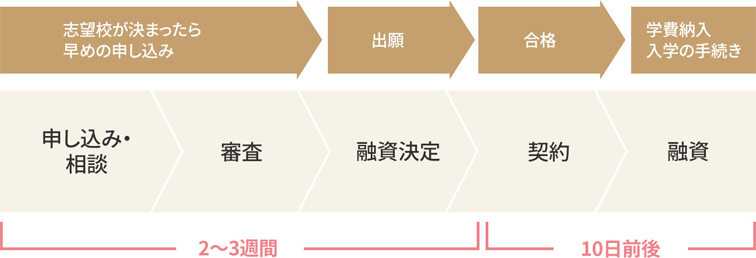 志望校が決まったら
早めの申し込み
出願
合格
学費納入
入学の手続き
申し込み・
相談
審査
融資決定
契約
融資
2〜3週間
10日前後